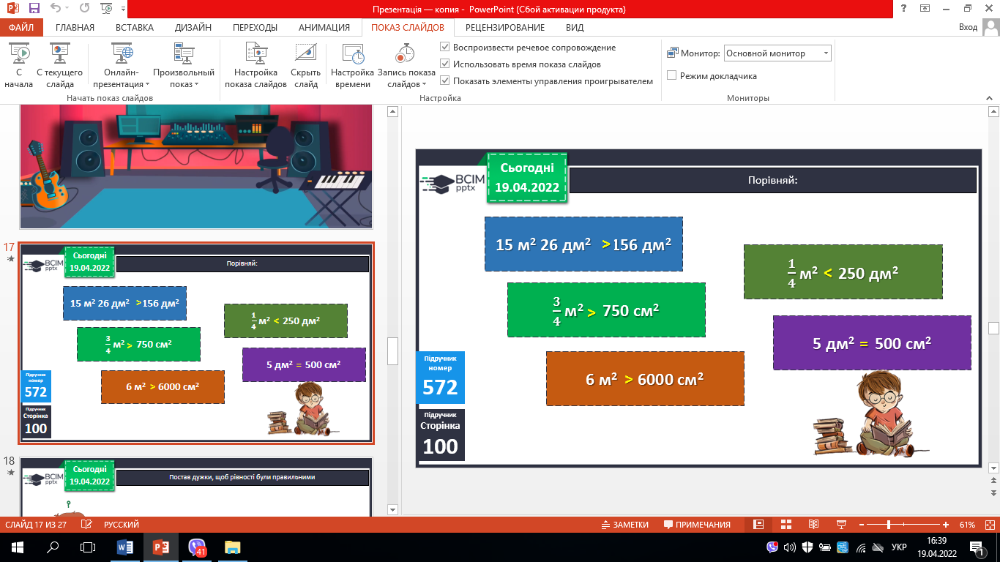 Презентація — копия - PowerPoint (Сбой активации продукта)
ФАЙЛ ГЛАВНАЯ ВСТАВКА ДИЗАЙН ПЕРЕХОДЫ АНИМАЦИЯ ПОКАЗ СЛАЙДОВ РЕЦЕНЗИРОВАНИЕ ВИД Вход
С начала
С текущего слайда
Онлайн-презентация
Произвольный показ
Начать показ слайдов
Настройка показа слайдов
Скрыть слайд
Настройка времени
Запись показа слайдов
Воспроизвести речевое сопровождение
Использовать время показа слайдов
Показать элементы управления проигрывателем
Настройка
Монитор: Основной монитор
Режим докладчика
Мониторы
17
ВСІМ pptx
Сьогодні
19.04.2022
Порівняй:
15 м² 26 дм² >156 дм²
1/4 м² < 250 дм²
3/4 м² > 750 см²
5 дм² = 500 см²
6 м² > 6000 см²
Підручник
номер
572
Підручник
Сторінка
100
18
ВСІМ pptx
Сьогодні
19.04.2022
Постав дужки, щоб рівності були правильними
ВСІМ
pptx
Сьогодні
19.04.2022
Порівняй:
15 м² 26 дм² >156 дм²
1/4 м² < 250 дм²
3/4 м² > 750 см²
5 дм² = 500 см²
6 м² > 6000 см²
Підручник
номер
572
Підручник
Сторінка
100
СЛАЙД 17 ИЗ 27 РУССКИЙ ЗАМЕТКИ ПРИМЕЧАНИЯ 61%
41
УКР
16:39
19.04.2022
1